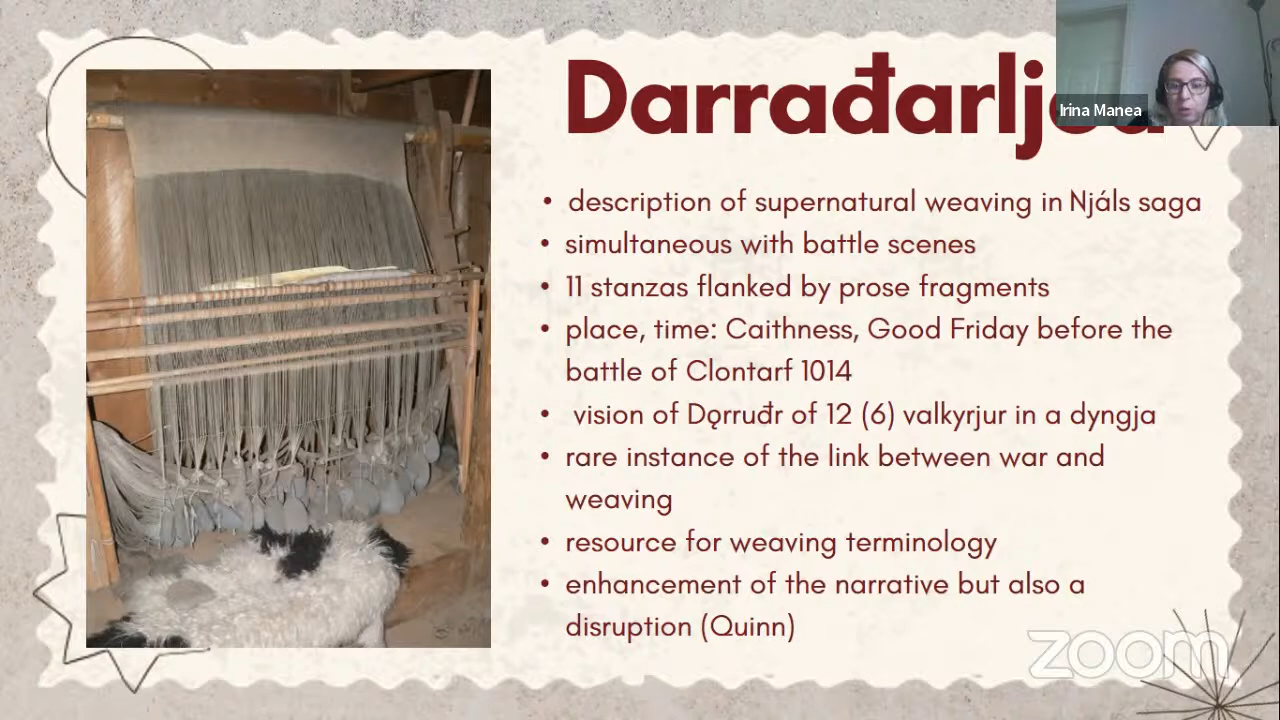 Irina Manea
• description of supernatural weaving in Njáls saga
• simultaneous with battle scenes
• 11 stanzas flanked by prose fragments
• place, time: Caithness, Good Friday before the
battle of Clontarf 1014
• vision of Dǫrruđr of 12 (6) valkyrjur in a dyngja
• rare instance of the link between war and
weaving
• resource for weaving terminology
• enhancement of the narrative but also a
disruption (Quinn)
zoom